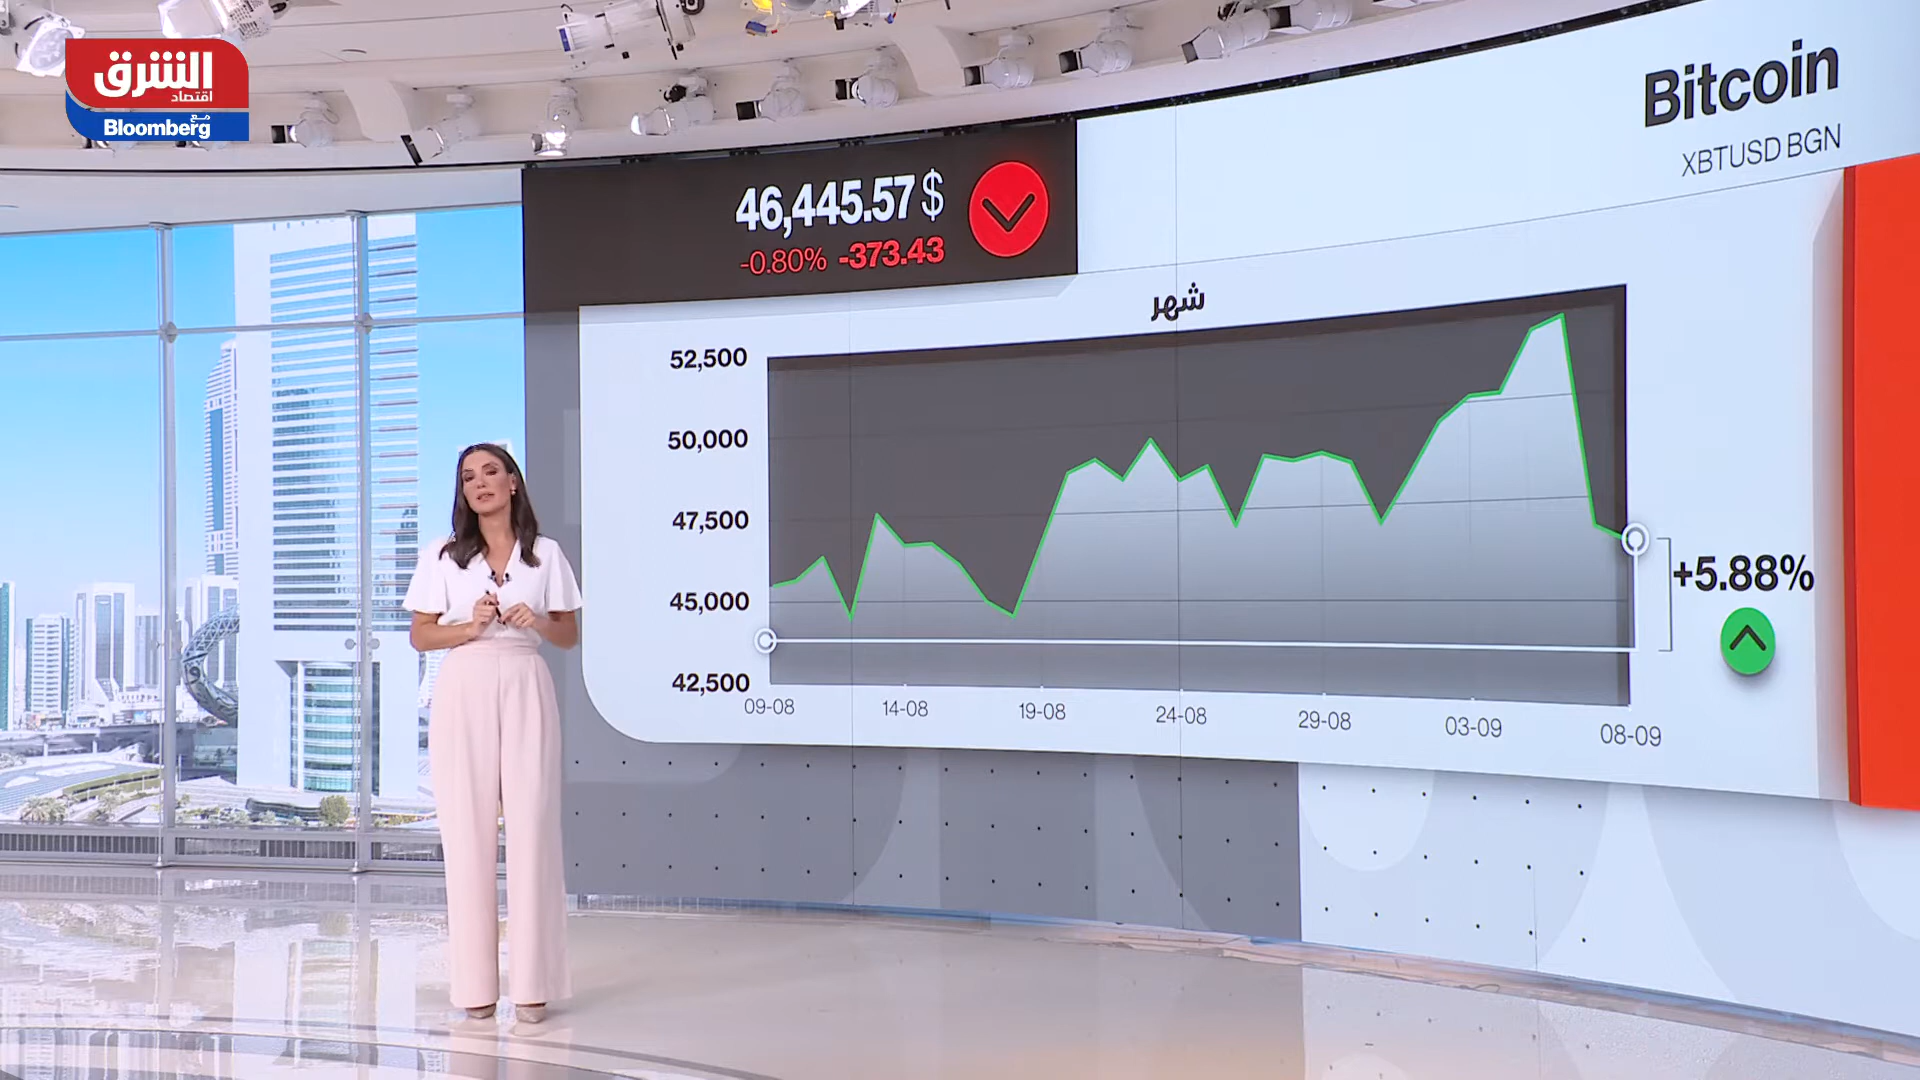 الشرق
اقتصاد
مع
Bloomberg
Bitcoin
XBTUSD BGN
46,445.57 $
-0.80% -373.43
شهر
52,500
50,000
47,500
45,000
42,500
09-08 14-08 19-08 24-08 29-08 03-09 08-09
+5.88%